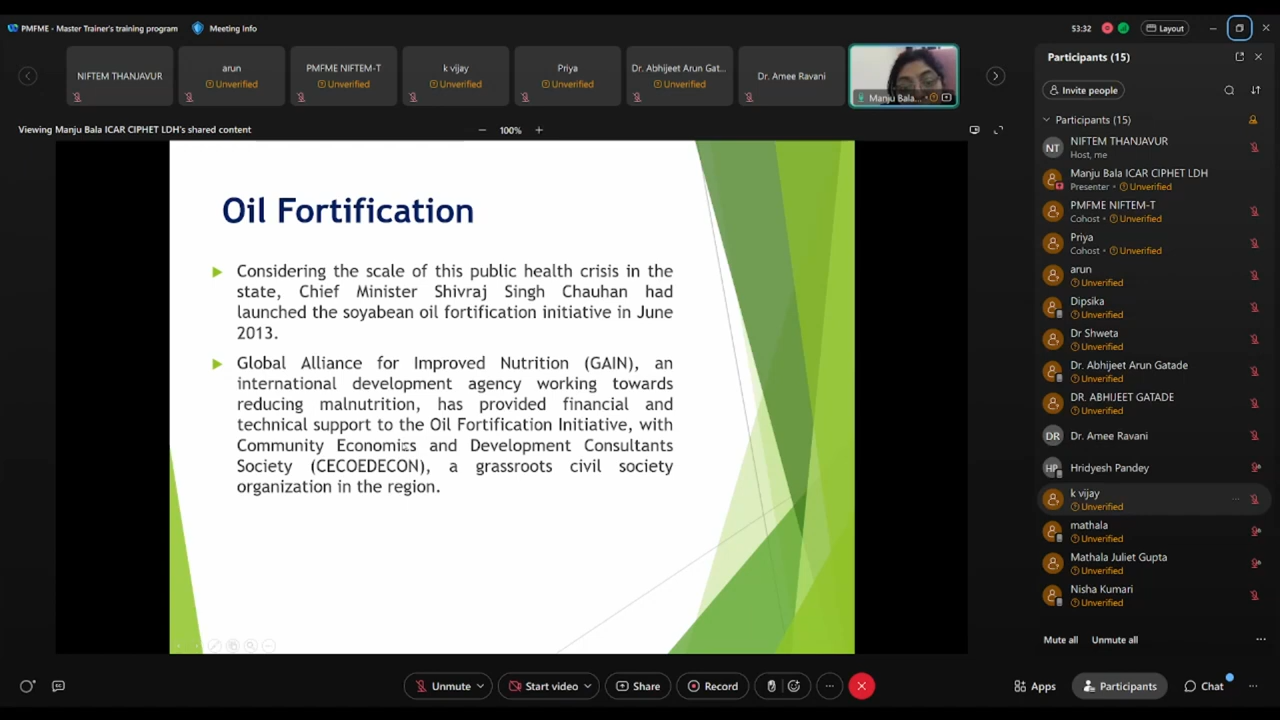 PMFME - Master Trainer's training program
Meeting Info
53:32
Layout
NIFTEM THANJAVUR
arun
Unverified
PMFME NIFTEM-T
Unverified
k vijay
Unverified
Priya
Unverified
Dr. Abhijeet Arun Gat...
Unverified
Dr. Amee Ravani
Manju Bala...
Viewing Manju Bala ICAR CIPHET LDH's shared content
100%
Oil Fortification
Considering the scale of this public health crisis in the
state, Chief Minister Shivraj Singh Chauhan had
launched the soyabean oil fortification initiative in June
2013.
Global Alliance for Improved Nutrition (GAIN), an
international development agency working towards
reducing malnutrition, has provided financial and
technical support to the Oil Fortification Initiative, with
Community Economics and Development Consultants
Society (CECOEDECON), a grassroots civil society
organization in the region.
Participants (15)
Invite people
Participants (15)
NT
NIFTEM THANJAVUR
Host, me
Manju Bala ICAR CIPHET LDH
Presenter • Unverified
PMFME NIFTEM-T
Cohost • Unverified
Priya
Cohost • Unverified
arun
Unverified
Dipsika
Unverified
Dr Shweta
Unverified
Dr. Abhijeet Arun Gatade
Unverified
DR. ABHIJEET GATADE
Unverified
DR
Dr. Amee Ravani
HP
Hridyesh Pandey
k vijay
Unverified
mathala
Unverified
Mathala Juliet Gupta
Unverified
Nisha Kumari
Unverified
Mute all
Unmute all
Unmute
Start video
Share
Record
Apps
Participants
Chat